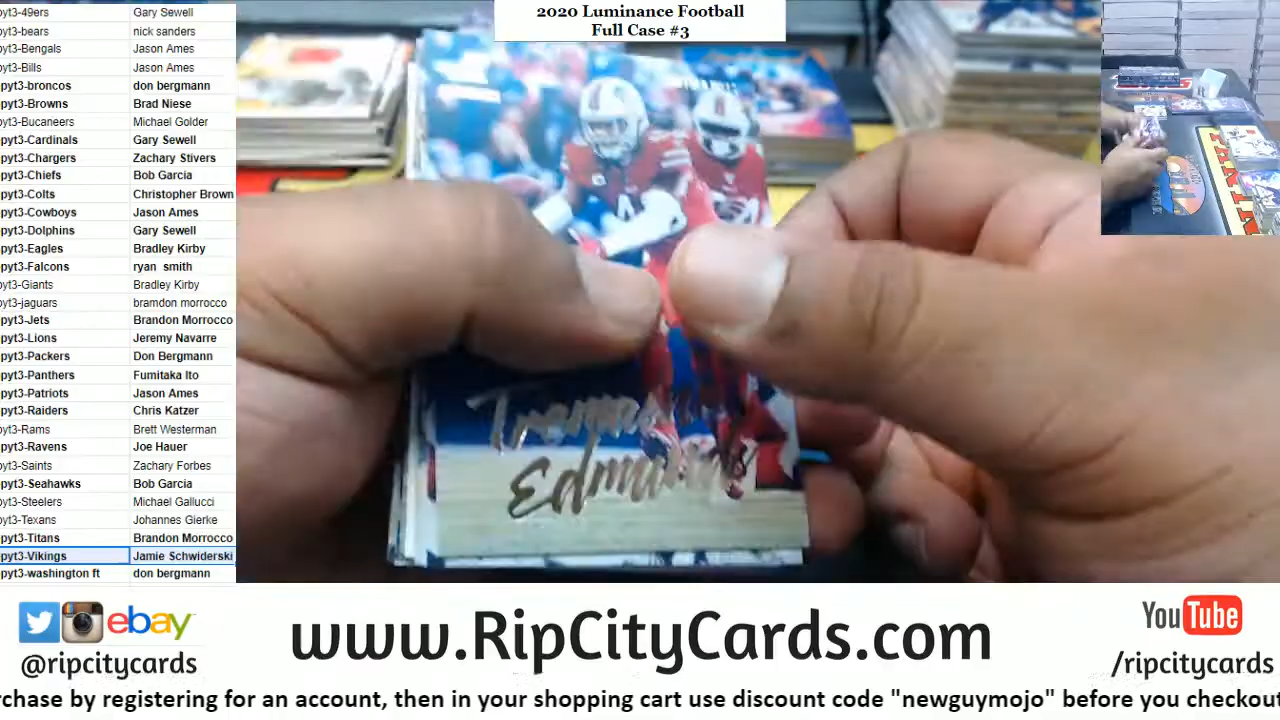 2020 Luminance Football
Full Case #3
pyt3-49ers Gary Sewell
pyt3-bears nick sanders
pyt3-Bengals Jason Ames
pyt3-Bills Jason Ames
pyt3-broncos don bergmann
pyt3-Browns Brad Niese
pyt3-Bucaneers Michael Golder
pyt3-Cardinals Gary Sewell
pyt3-Chargers Zachary Stivers
pyt3-Chiefs Bob Garcia
pyt3-Colts Christopher Brown
pyt3-Cowboys Jason Ames
pyt3-Dolphins Gary Sewell
pyt3-Eagles Bradley Kirby
pyt3-Falcons ryan smith
pyt3-Giants Bradley Kirby
pyt3-jaguars bramdon morrocco
pyt3-Jets Brandon Morrocco
pyt3-Lions Jeremy Navarre
pyt3-Packers Don Bergmann
pyt3-Panthers Fumitaka Ito
pyt3-Patriots Jason Ames
pyt3-Raiders Chris Katzer
pyt3-Rams Brett Westerman
pyt3-Ravens Joe Hauer
pyt3-Saints Zachary Forbes
pyt3-Seahawks Bob Garcia
pyt3-Steelers Michael Gallucci
pyt3-Texans Johannes Gierke
pyt3-Titans Brandon Morrocco
pyt3-Vikings Jamie Schwiderski
pyt3-washington ft don bergmann
Edmunds
ebay
@ripcitycards
www.RipCityCards.com
You Tube
/ripcitycards
rchase by registering for an account, then in your shopping cart use discount code "newguymojo" before you checkout